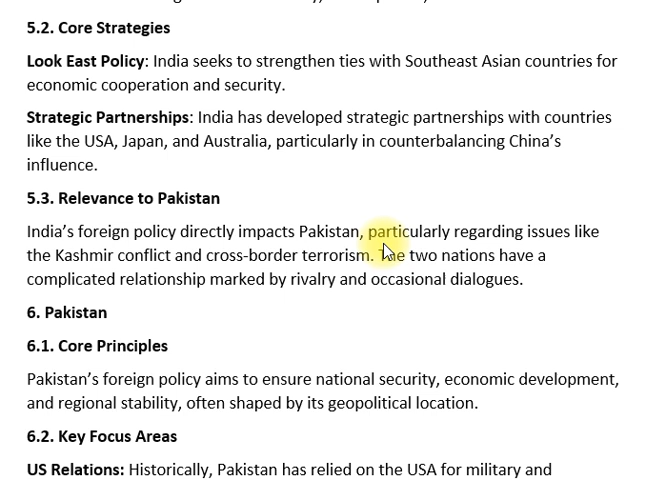 5.2. Core Strategies
Look East Policy: India seeks to strengthen ties with Southeast Asian countries for
economic cooperation and security.
Strategic Partnerships: India has developed strategic partnerships with countries
like the USA, Japan, and Australia, particularly in counterbalancing China’s
influence.
5.3. Relevance to Pakistan
India’s foreign policy directly impacts Pakistan, particularly regarding issues like
the Kashmir conflict and cross-border terrorism. The two nations have a
complicated relationship marked by rivalry and occasional dialogues.
6. Pakistan
6.1. Core Principles
Pakistan’s foreign policy aims to ensure national security, economic development,
and regional stability, often shaped by its geopolitical location.
6.2. Key Focus Areas
US Relations: Historically, Pakistan has relied on the USA for military and